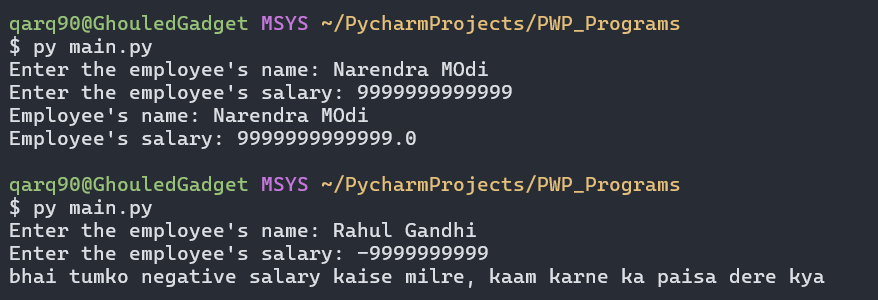 qarq90@GhouledGadget MSYS ~/PycharmProjects/PWP_Programs
$ py main.py
Enter the employee's name: Narendra MOdi
Enter the employee's salary: 9999999999999
Employee's name: Narendra MOdi
Employee's salary: 9999999999999.0
qarq90@GhouledGadget MSYS ~/PycharmProjects/PWP_Programs
$ py main.py
Enter the employee's name: Rahul Gandhi
Enter the employee's salary: -9999999999
bhai tumko negative salary kaise milre, kaam karne ka paisa dere kya